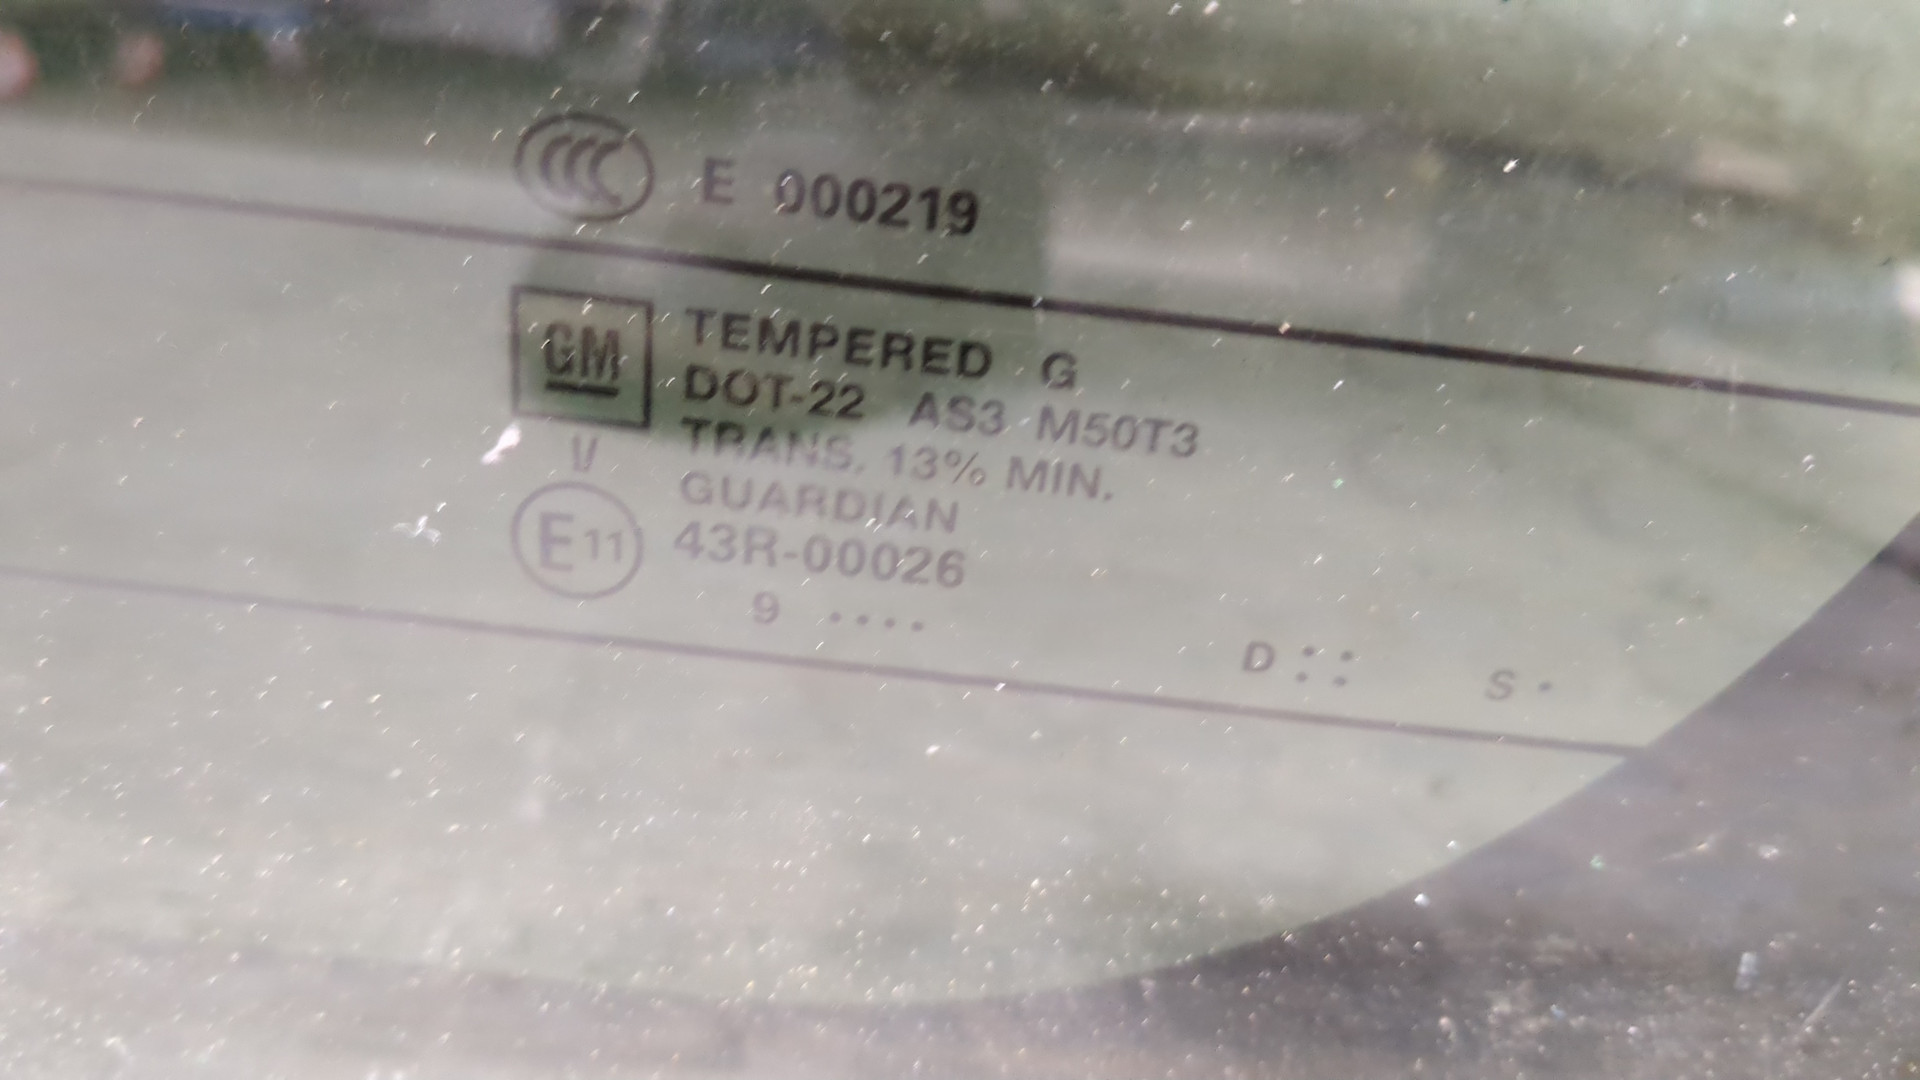 E 000219
GM
TEMPERED G
DOT-22 AS3 M50T3
TRANS. 13% MIN.
V
GUARDIAN
E11 43R-00026
9 ....
D :: S .